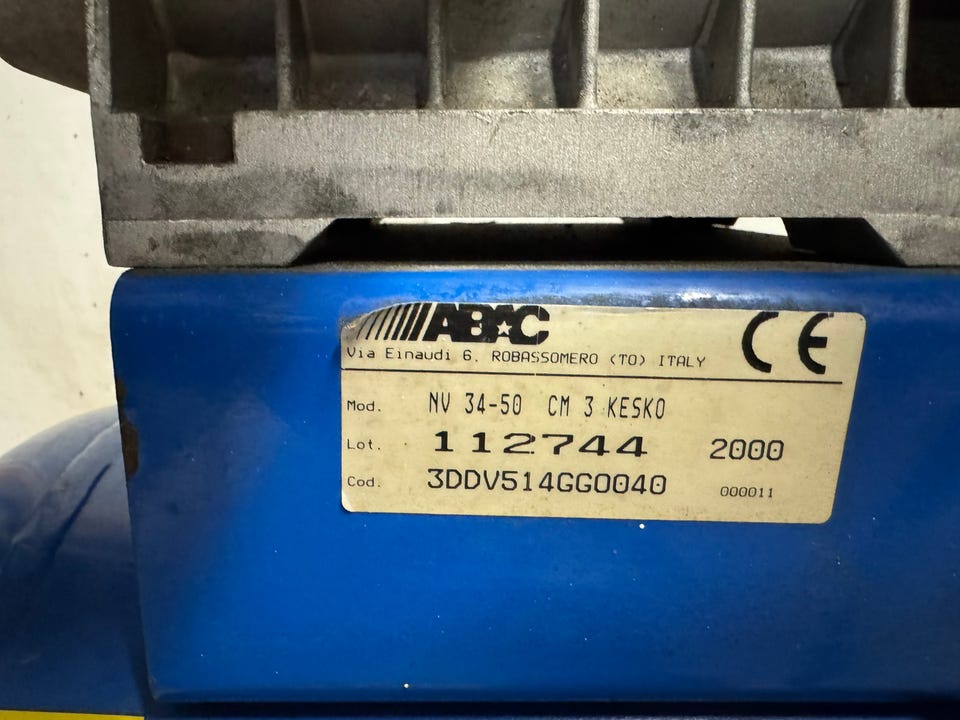 ABAC
CE
Via Einaudi 6, ROBASSOMERO (TO) ITALY
Mod. NV 34-50 CM 3 KESKO
Lot. 112744 2000
Cod. 3DDV514GG0040 000011